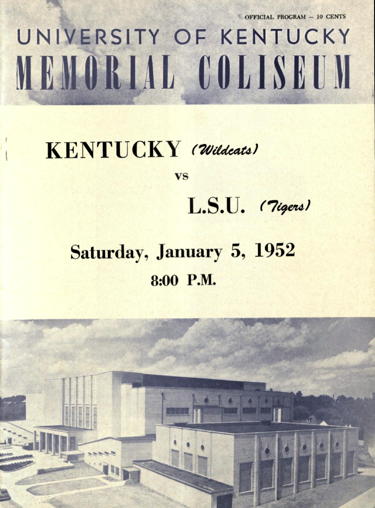 OFFICIAL PROGRAM — 10 CENTS
UNIVERSITY OF KENTUCKY
MEMORIAL COLISEUM
KENTUCKY (Wildcats)
vs
L.S.U. (Tigers)
Saturday, January 5, 1952
8:00 P.M.